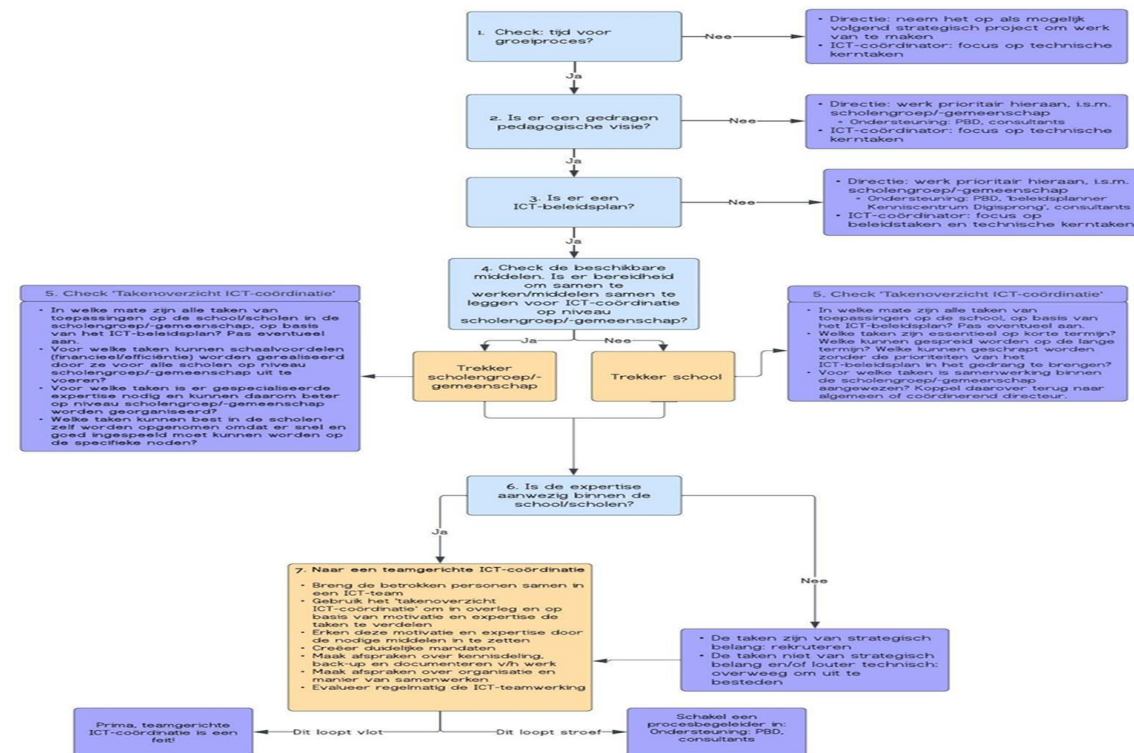 1. Check: tijd voor
groeiproces?
Nee
• Directie: neem het op als mogelijk
volgend strategisch project om werk
van te maken
• ICT-coördinator: focus op technische
kerntaken
Ja
2. Is er een gedragen
pedagogische visie?
Nee
• Directie: werk prioritair hieraan, i.s.m.
scholengroep/-gemeenschap
• Ondersteuning: PBD, consultants
• ICT-coördinator: focus op technische
kerntaken
Ja
3. Is er een
ICT-beleidsplan?
Nee
• Directie: werk prioritair hieraan, i.s.m.
scholengroep/-gemeenschap
• Ondersteuning: PBD, 'beleidsplanner
Kenniscentrum Digisprong', consultants
• ICT-coördinator: focus op
beleidstaken en technische kerntaken
Ja
4. Check de beschikbare
middelen. Is er bereidheid
om samen te
werken/middelen samen te
leggen voor ICT-coördinatie
op niveau
scholengroep/-gemeenschap?
Ja
Nee
Trekker
scholengroep/-
gemeenschap
Trekker school
5. Check 'Takenoverzicht ICT-coördinatie'
• In welke mate zijn alle taken van
toepassingen op de school/scholen in de
scholengroep/-gemeenschap, op basis
van het ICT-beleidsplan? Pas eventueel
aan.
• Voor welke taken kunnen schaalvoordelen
(financieel/efficiëntie) worden gerealiseerd
door ze voor alle scholen op niveau
scholengroep/-gemeenschap uit te
voeren?
• Voor welke taken is er gespecialiseerde
expertise nodig en kunnen daarom beter
op niveau scholengroep/-gemeenschap
worden georganiseerd?
• Welke taken kunnen best in de scholen
zelf worden opgenomen omdat er snel en
goed ingespeeld moet kunnen worden op
de specifieke noden?
5. Check 'Takenoverzicht ICT-coördinatie'
• In welke mate zijn alle taken van
toepassingen op de school, op basis van
het ICT-beleidsplan? Pas eventueel aan.
• Welke taken zijn essentieel op korte termijn?
Welke kunnen gespreid worden op de lange
termijn? Welke kunnen geschrapt worden
zonder de prioriteiten van het
ICT-beleidsplan in het gedrang te brengen?
• Voor welke taken is samenwerking binnen
de scholengroep/-gemeenschap
aangewezen? Koppel daarover terug naar
algemeen of coördinerend directeur.
6. Is de expertise
aanwezig binnen de
school/scholen?
Ja
Nee
7. Naar een teamgerichte ICT-coördinatie
• Breng de betrokken personen samen in
een ICT-team
• Gebruik het 'takenoverzicht
ICT-coördinatie' om in overleg en op
basis van motivatie en expertise de
taken te verdelen
• Erken deze motivatie en expertise door
de nodige middelen in te zetten
• Creëer duidelijke mandaten
• Maak afspraken over kennisdeling,
back-up en documenteren v/h werk
• Maak afspraken over organisatie en
manier van samenwerken
• Evalueer regelmatig de ICT-teamwerking
• De taken zijn van strategisch
belang: rekruteren
• De taken niet van strategisch
belang en/of louter technisch:
overweeg om uit te
besteden
Prima, teamgerichte
ICT-coördinatie is een
feit!
Dit loopt vlot
Dit loopt stroef
Schakel een
procesbegeleider in:
Ondersteuning: PBD,
consultants